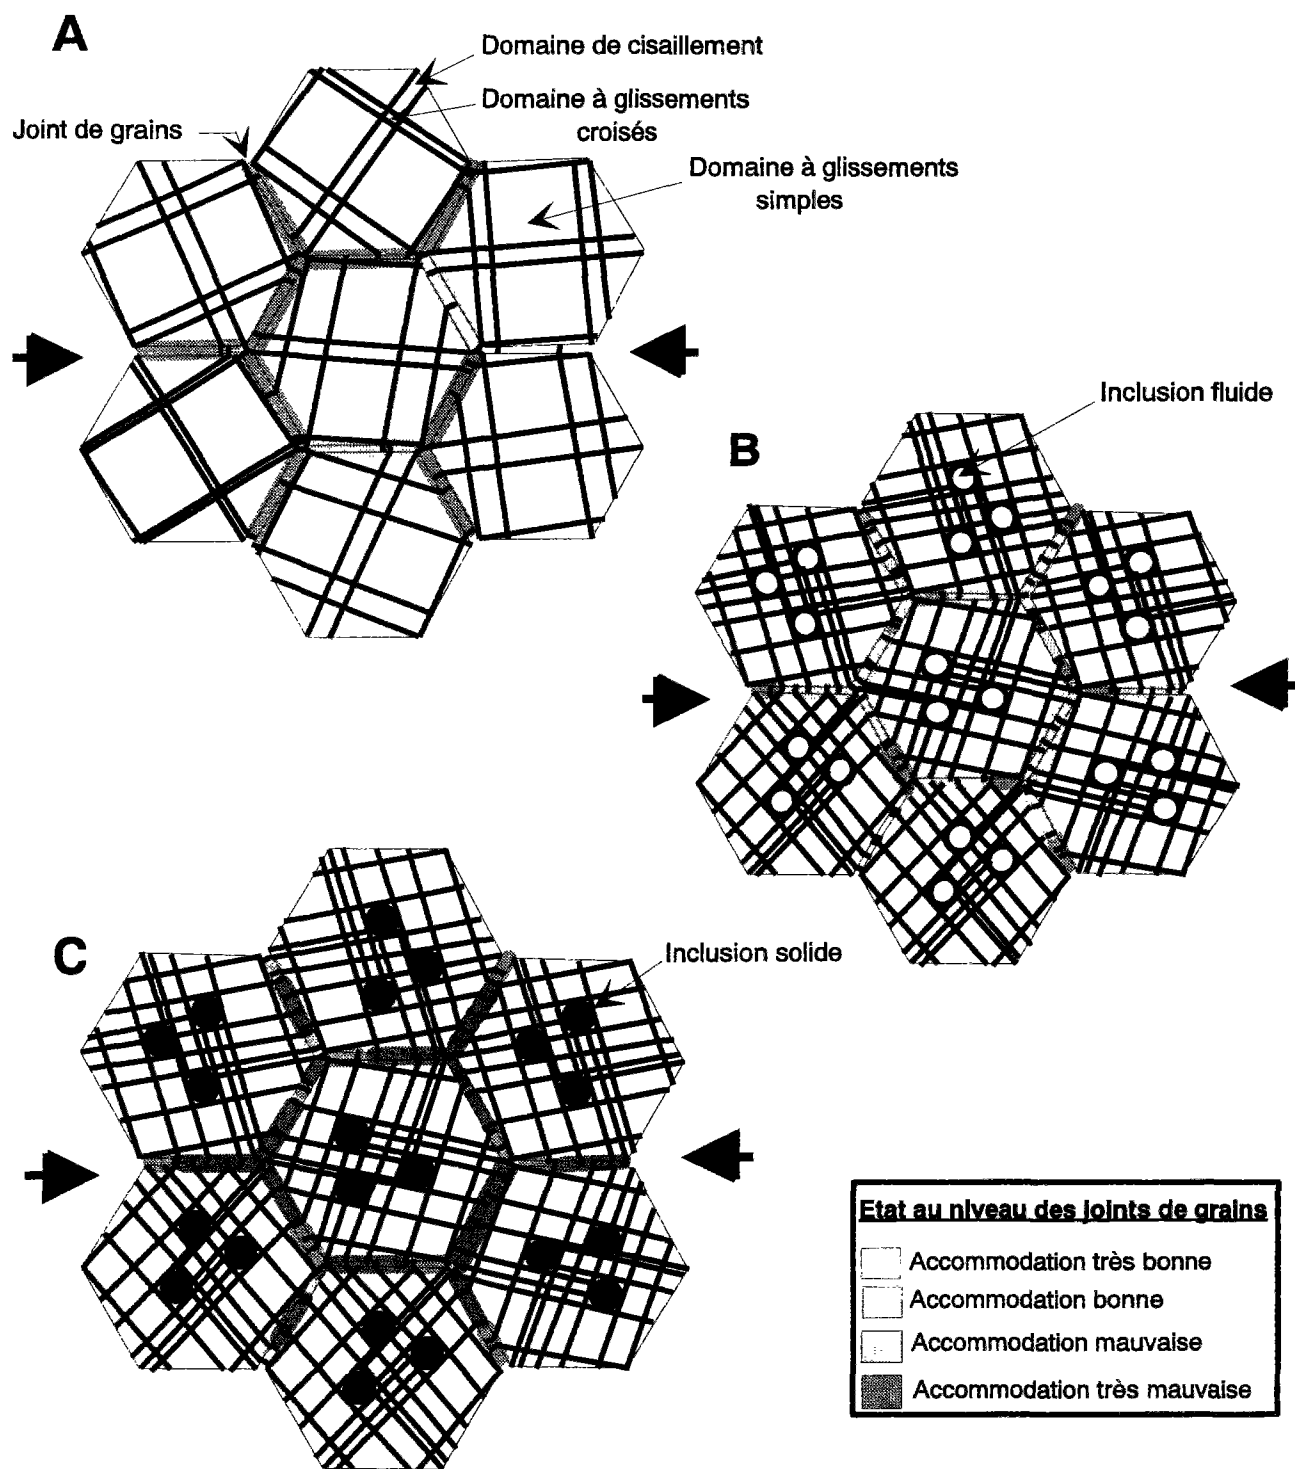 A
Domaine de cisaillement
Domaine à glissements
croisés
Joint de grains
Domaine à glissements
simples
Inclusion fluide
B
C
Inclusion solide
Etat au niveau des joints de grains
Accommodation très bonne
Accommodation bonne
Accommodation mauvaise
Accommodation très mauvaise